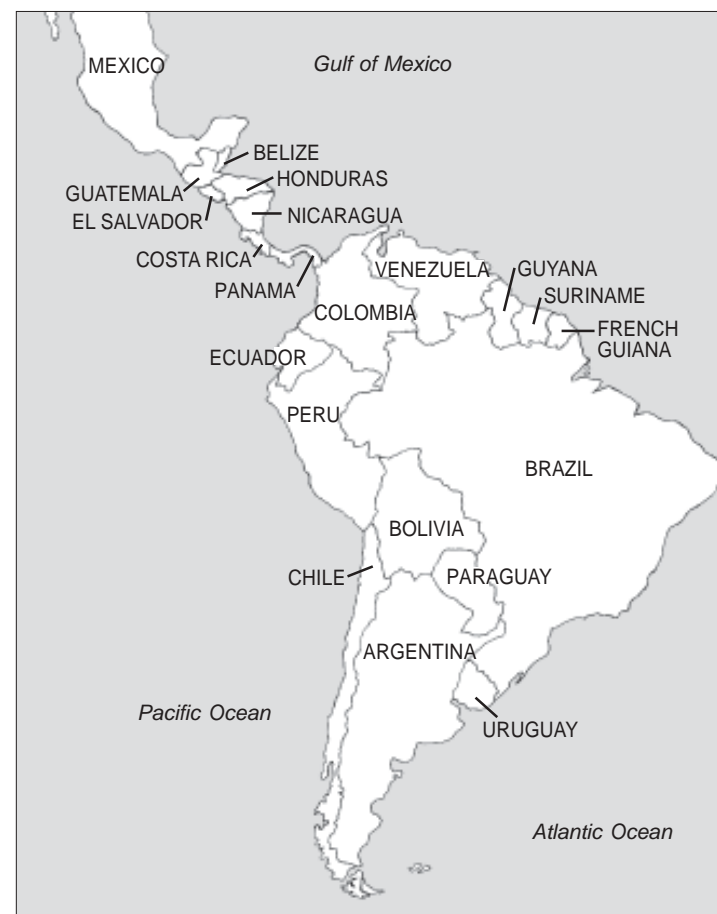 MEXICO
Gulf of Mexico
BELIZE
HONDURAS
GUATEMALA
EL SALVADOR
NICARAGUA
COSTA RICA
PANAMA
VENEZUELA
GUYANA
SURINAME
COLOMBIA
FRENCH
GUIANA
ECUADOR
PERU
BRAZIL
BOLIVIA
CHILE
PARAGUAY
ARGENTINA
Pacific Ocean
URUGUAY
Atlantic Ocean